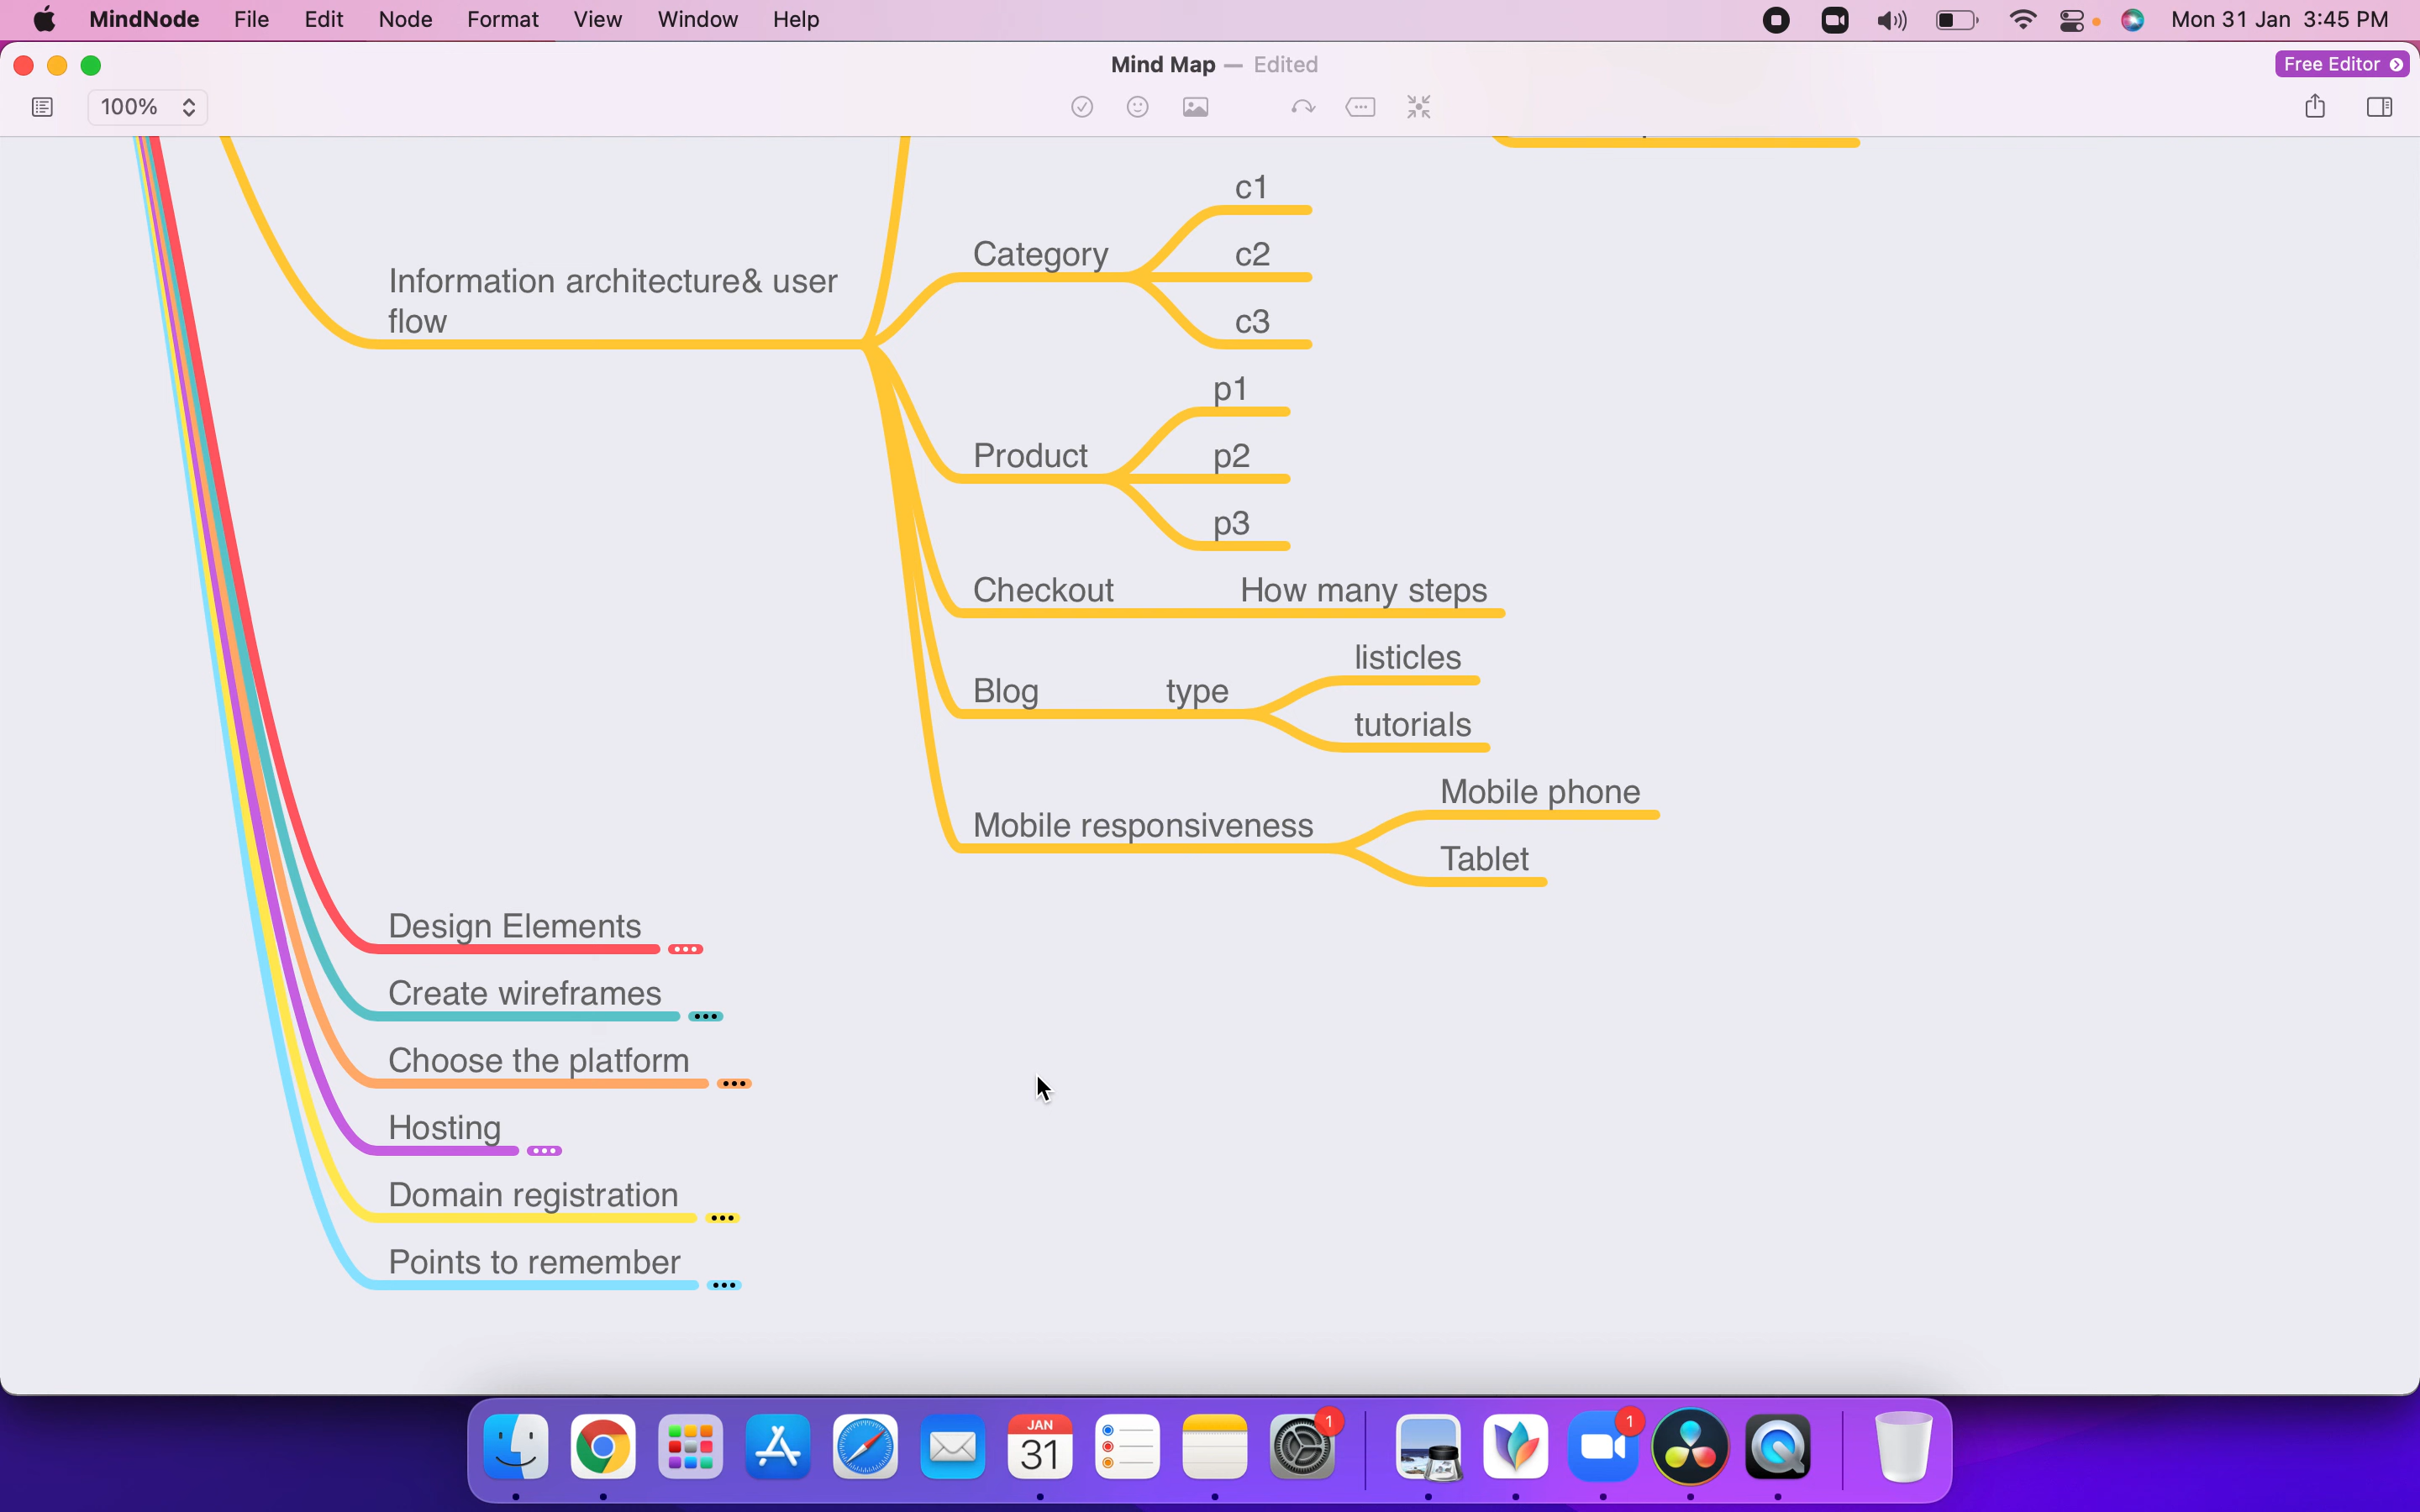 MindNode File Edit Node Format View Window Help Mon 31 Jan 3:45 PM
Mind Map — Edited
Free Editor
100%
c1
Category
c2
Information architecture& user
flow
c3
p1
Product
p2
p3
Checkout How many steps
listicles
Blog type
tutorials
Mobile phone
Mobile responsiveness
Tablet
Design Elements
Create wireframes
Choose the platform
Hosting
Domain registration
Points to remember
JAN
31
1
1